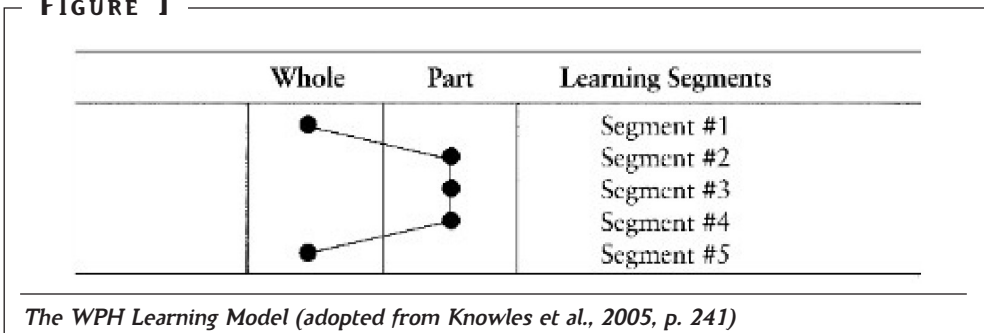 FIGURE 1
Whole Part Learning Segments
Segment #1
Segment #2
Segment #3
Segment #4
Segment #5
The WPH Learning Model (adopted from Knowles et al., 2005, p. 241)